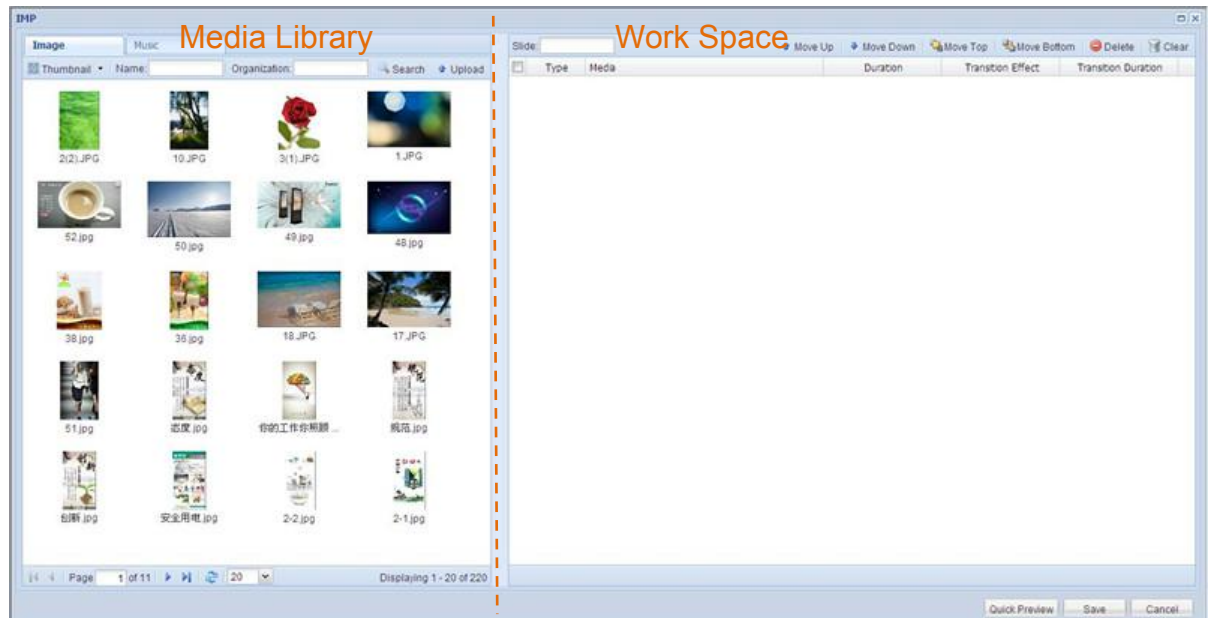 IMP
Media Library
Work Space
Image Music
Slide: Move Up Move Down Move Top Move Bottom Delete Clear
Thumbnail Name: Organization: Search Upload
Type Media Duration Transition Effect Transition Duration
2(2).JPG 10.JPG 3(1).JPG 1.JPG
52.jpg 50.jpg 49.jpg 48.jpg
38.jpg 36.jpg 18.JPG 17.JPG
51.jpg 态度.jpg 你的工作你照顾 ... 规范.jpg
创新.jpg 安全用电.jpg 2-2.jpg 2-1.jpg
Page 1 of 11 20 Displaying 1 - 20 of 220
Quick Preview Save Cancel